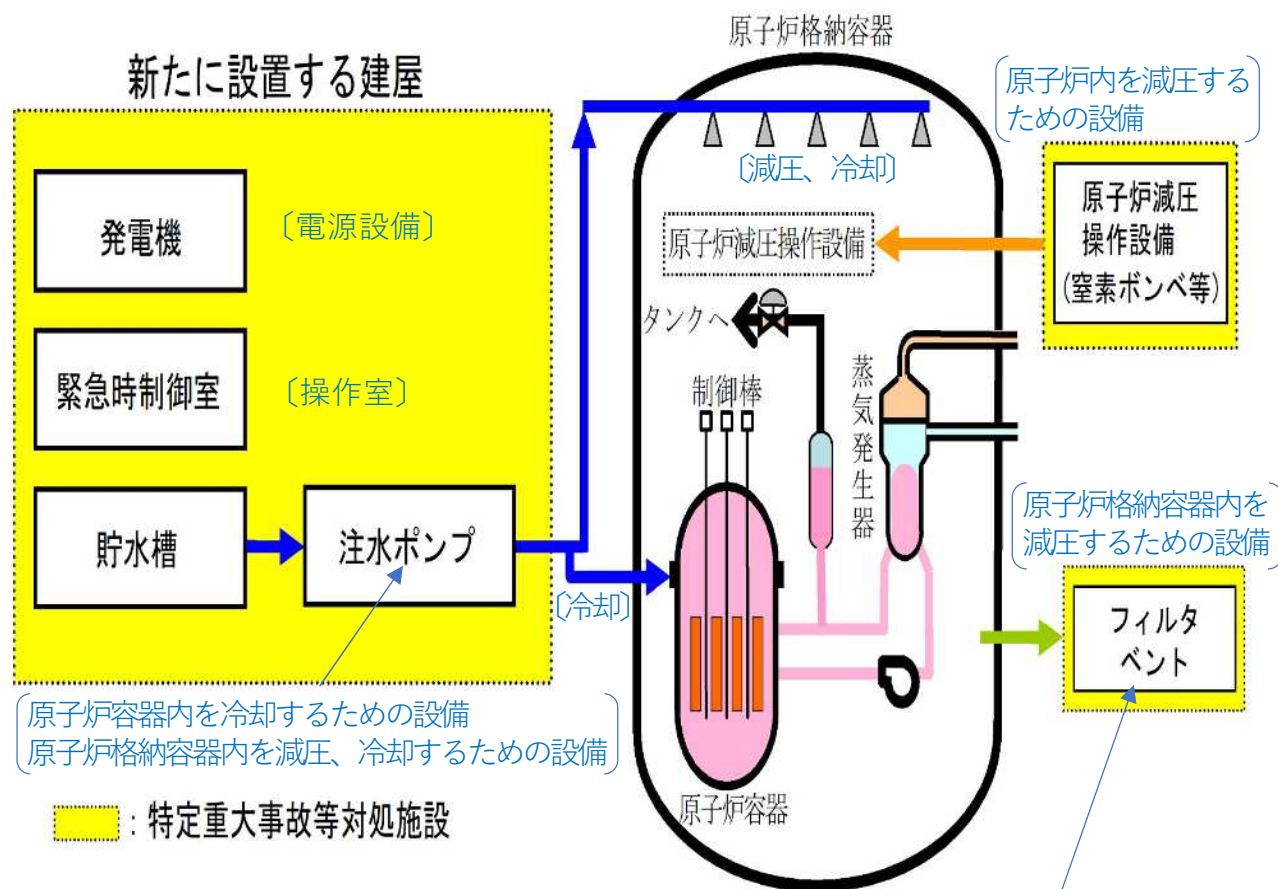 新たに設置する建屋
発電機
〔電源設備〕
緊急時制御室
〔操作室〕
貯水槽
注水ポンプ
〔冷却〕
原子炉容器内を冷却するための設備
原子炉格納容器内を減圧、冷却するための設備
:特定重大事故等対処施設
原子炉格納容器
〔減圧、冷却〕
原子炉減圧操作設備
タンクへ
制御棒
蒸気発生器
原子炉容器
原子炉内を減圧する
ための設備
原子炉減圧
操作設備
(窒素ボンベ等)
原子炉格納容器内を
減圧するための設備
フィルタ
ベント